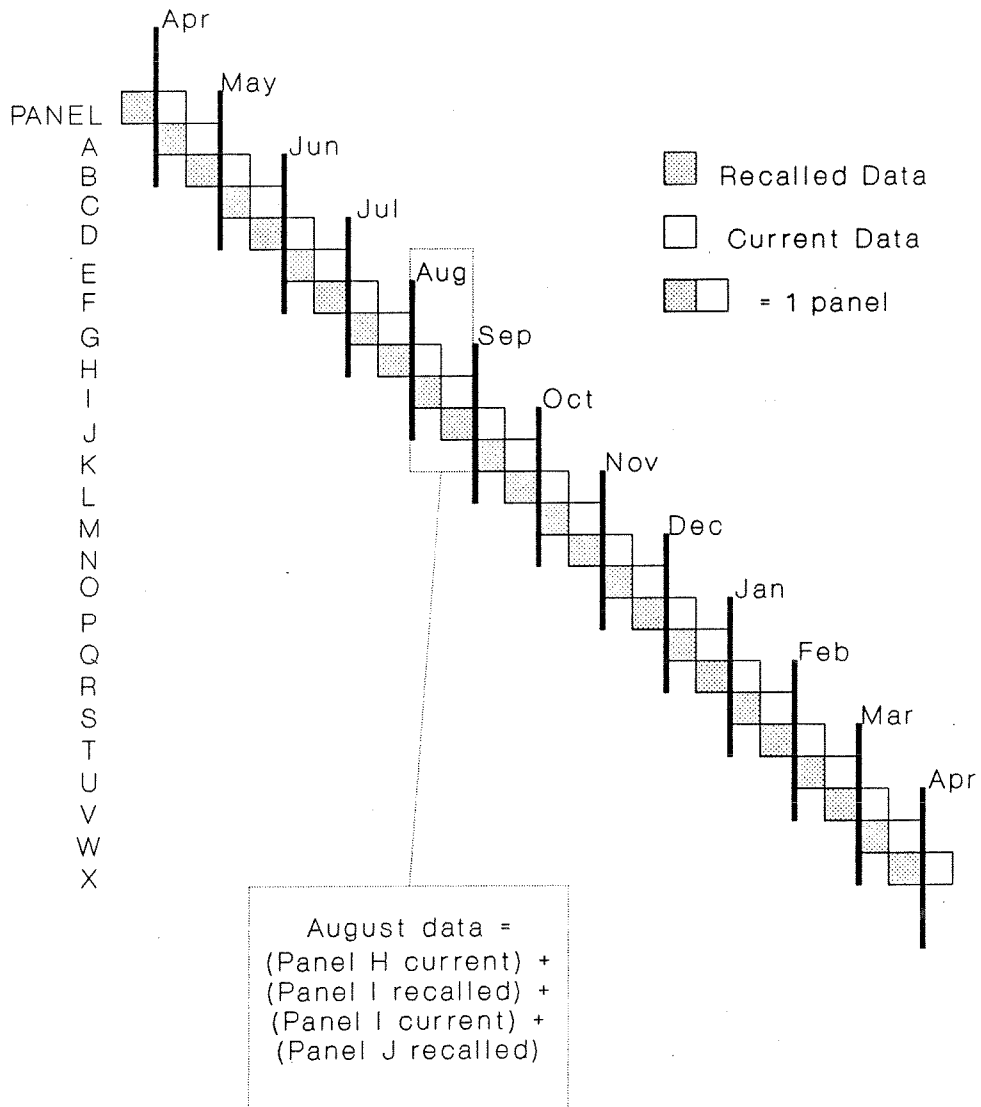 Apr
May
PANEL
A
Jun
B
Recalled Data
C
Jul
D
Current Data
E
Aug
F
= 1 panel
G
Sep
H
I
Oct
J
K
Nov
L
M
Dec
N
O
Jan
P
Q
Feb
R
S
Mar
T
U
Apr
V
W
X
August data =
(Panel H current) +
(Panel I recalled) +
(Panel I current) +
(Panel J recalled)